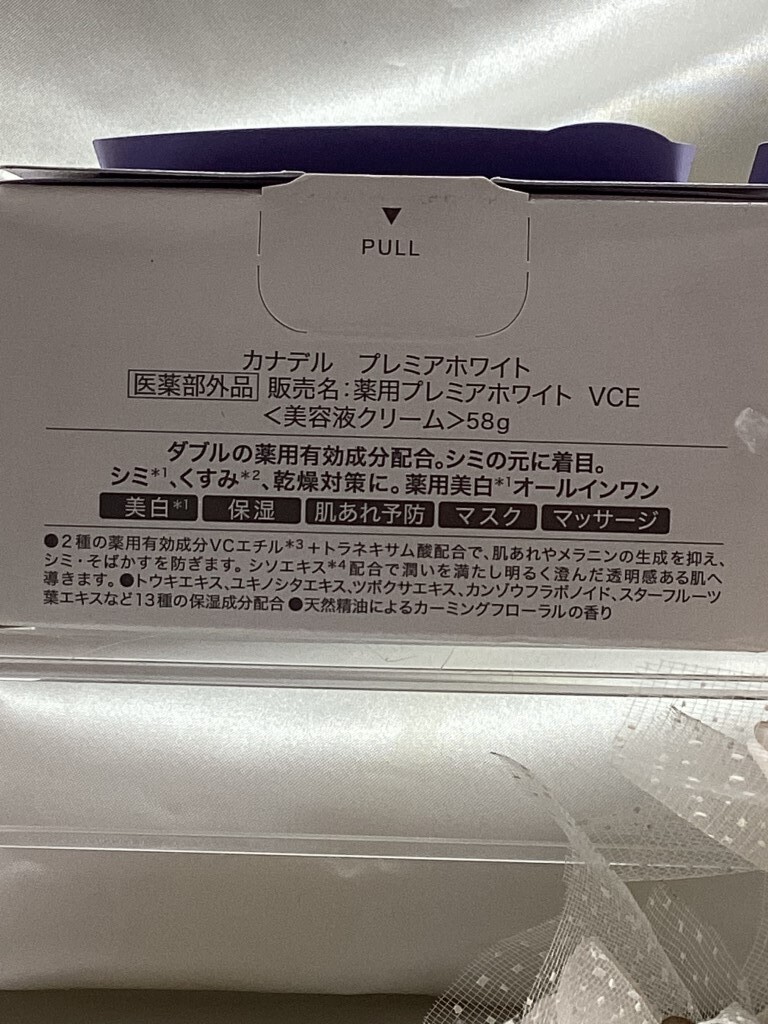 ▼
PULL
カナデル プレミアホワイト
医薬部外品 販売名：薬用プレミアホワイト VCE
＜美容液クリーム＞58g
ダブルの薬用有効成分配合。シミの元に着目。
シミ*1、くすみ*2、乾燥対策に。薬用美白*1オールインワン
美白*1 保湿 肌あれ予防 マスク マッサージ
●2種の薬用有効成分VCエチル*3＋トラネキサム酸配合で、肌あれやメラニンの生成を抑え、
シミ・そばかすを防ぎます。シソエキス*4配合で潤いを満たし明るく澄んだ透明感ある肌へ
導きます。●トウキエキス、ユキノシタエキス、ツボクサエキス、カンゾウフラボノイド、スターフルーツ
葉エキスなど13種の保湿成分配合 ●天然精油によるカーミングフローラルの香り